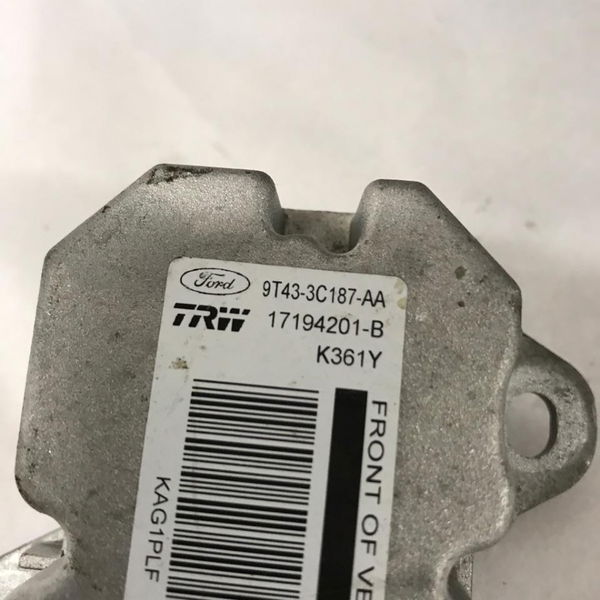 Ford 9T43-3C187-AA
TRW 17194201-B
K361Y
FRONT OF VE
KAG1PLF